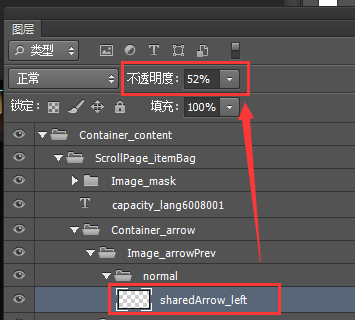 图层
类型
正常 不透明度: 52%
锁定: 填充: 100%
Container_content
ScrollPage_itemBag
Image_mask
T capacity_lang6008001
Container_arrow
Image_arrowPrev
normal
sharedArrow_left